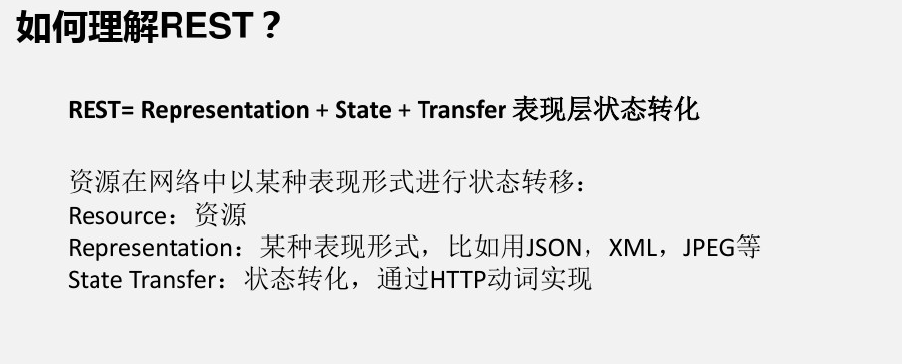 如何理解REST？
REST= Representation + State + Transfer 表现层状态转化
资源在网络中以某种表现形式进行状态转移：
Resource：资源
Representation：某种表现形式，比如用JSON，XML，JPEG等
State Transfer：状态转化，通过HTTP动词实现